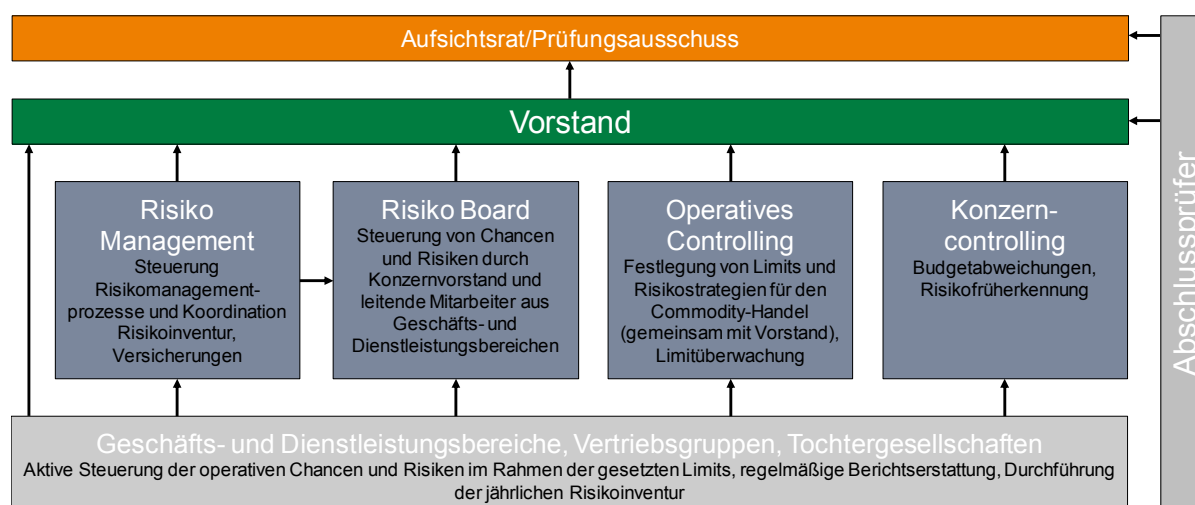 Aufsichtsrat/Prüfungsausschuss
Vorstand
Risiko
Management
Steuerung
Risikomanagement-
prozesse und Koordination
Risikoinventur,
Versicherungen
Risiko Board
Steuerung von Chancen
und Risiken durch
Konzernvorstand und
leitende Mitarbeiter aus
Geschäfts- und
Dienstleistungsbereichen
Operatives
Controlling
Festlegung von Limits und
Risikostrategien für den
Commodity-Handel
(gemeinsam mit Vorstand),
Limitüberwachung
Konzern-
controlling
Budgetabweichungen,
Risikofrüherkennung
Geschäfts- und Dienstleistungsbereiche, Vertriebsgruppen, Tochtergesellschaften
Aktive Steuerung der operativen Chancen und Risiken im Rahmen der gesetzten Limits, regelmäßige Berichtserstattung, Durchführung
der jährlichen Risikoinventur
Abschlussprüfer